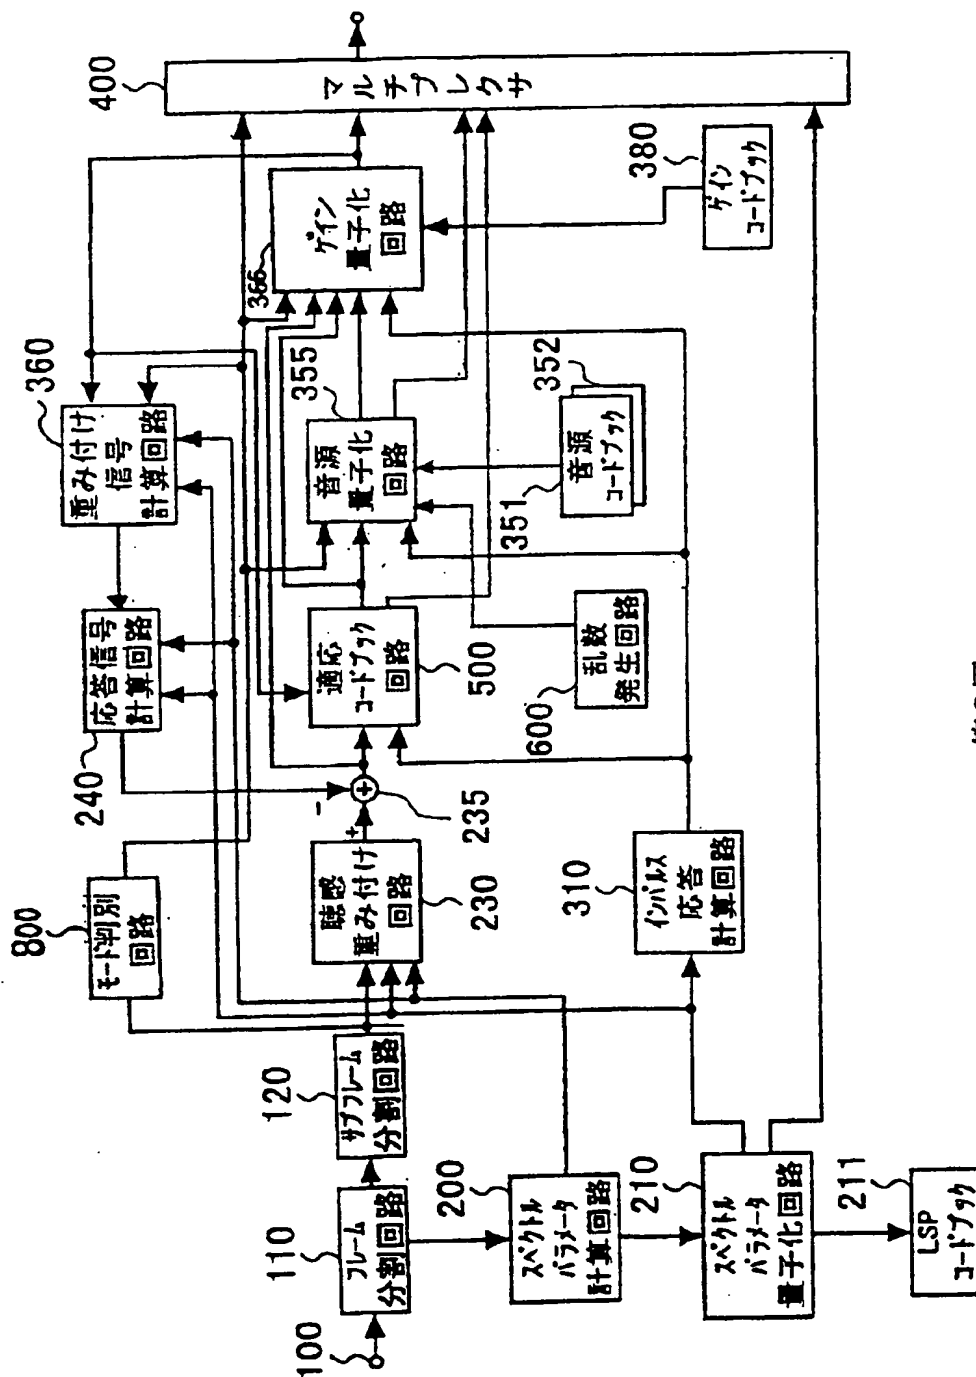 100
110
フレーム
分割回路
120
サブフレーム
分割回路
800
モード判別
回路
200
スペクトル
パラメータ
計算回路
210
スペクトル
パラメータ
量子化回路
211
LSP
コードブック
聴感
重み付け
回路
230
+
-
235
240
応答信号
計算回路
310
インパルス
応答
計算回路
適応
コードブック
回路
500
600
乱数
発生回路
360
重み付け
信号
計算回路
355
音源
量子化
回路
351
352
音源
コードブック
366
ゲイン
量子化
回路
380
ゲイン
コードブック
400
マルチプレクサ